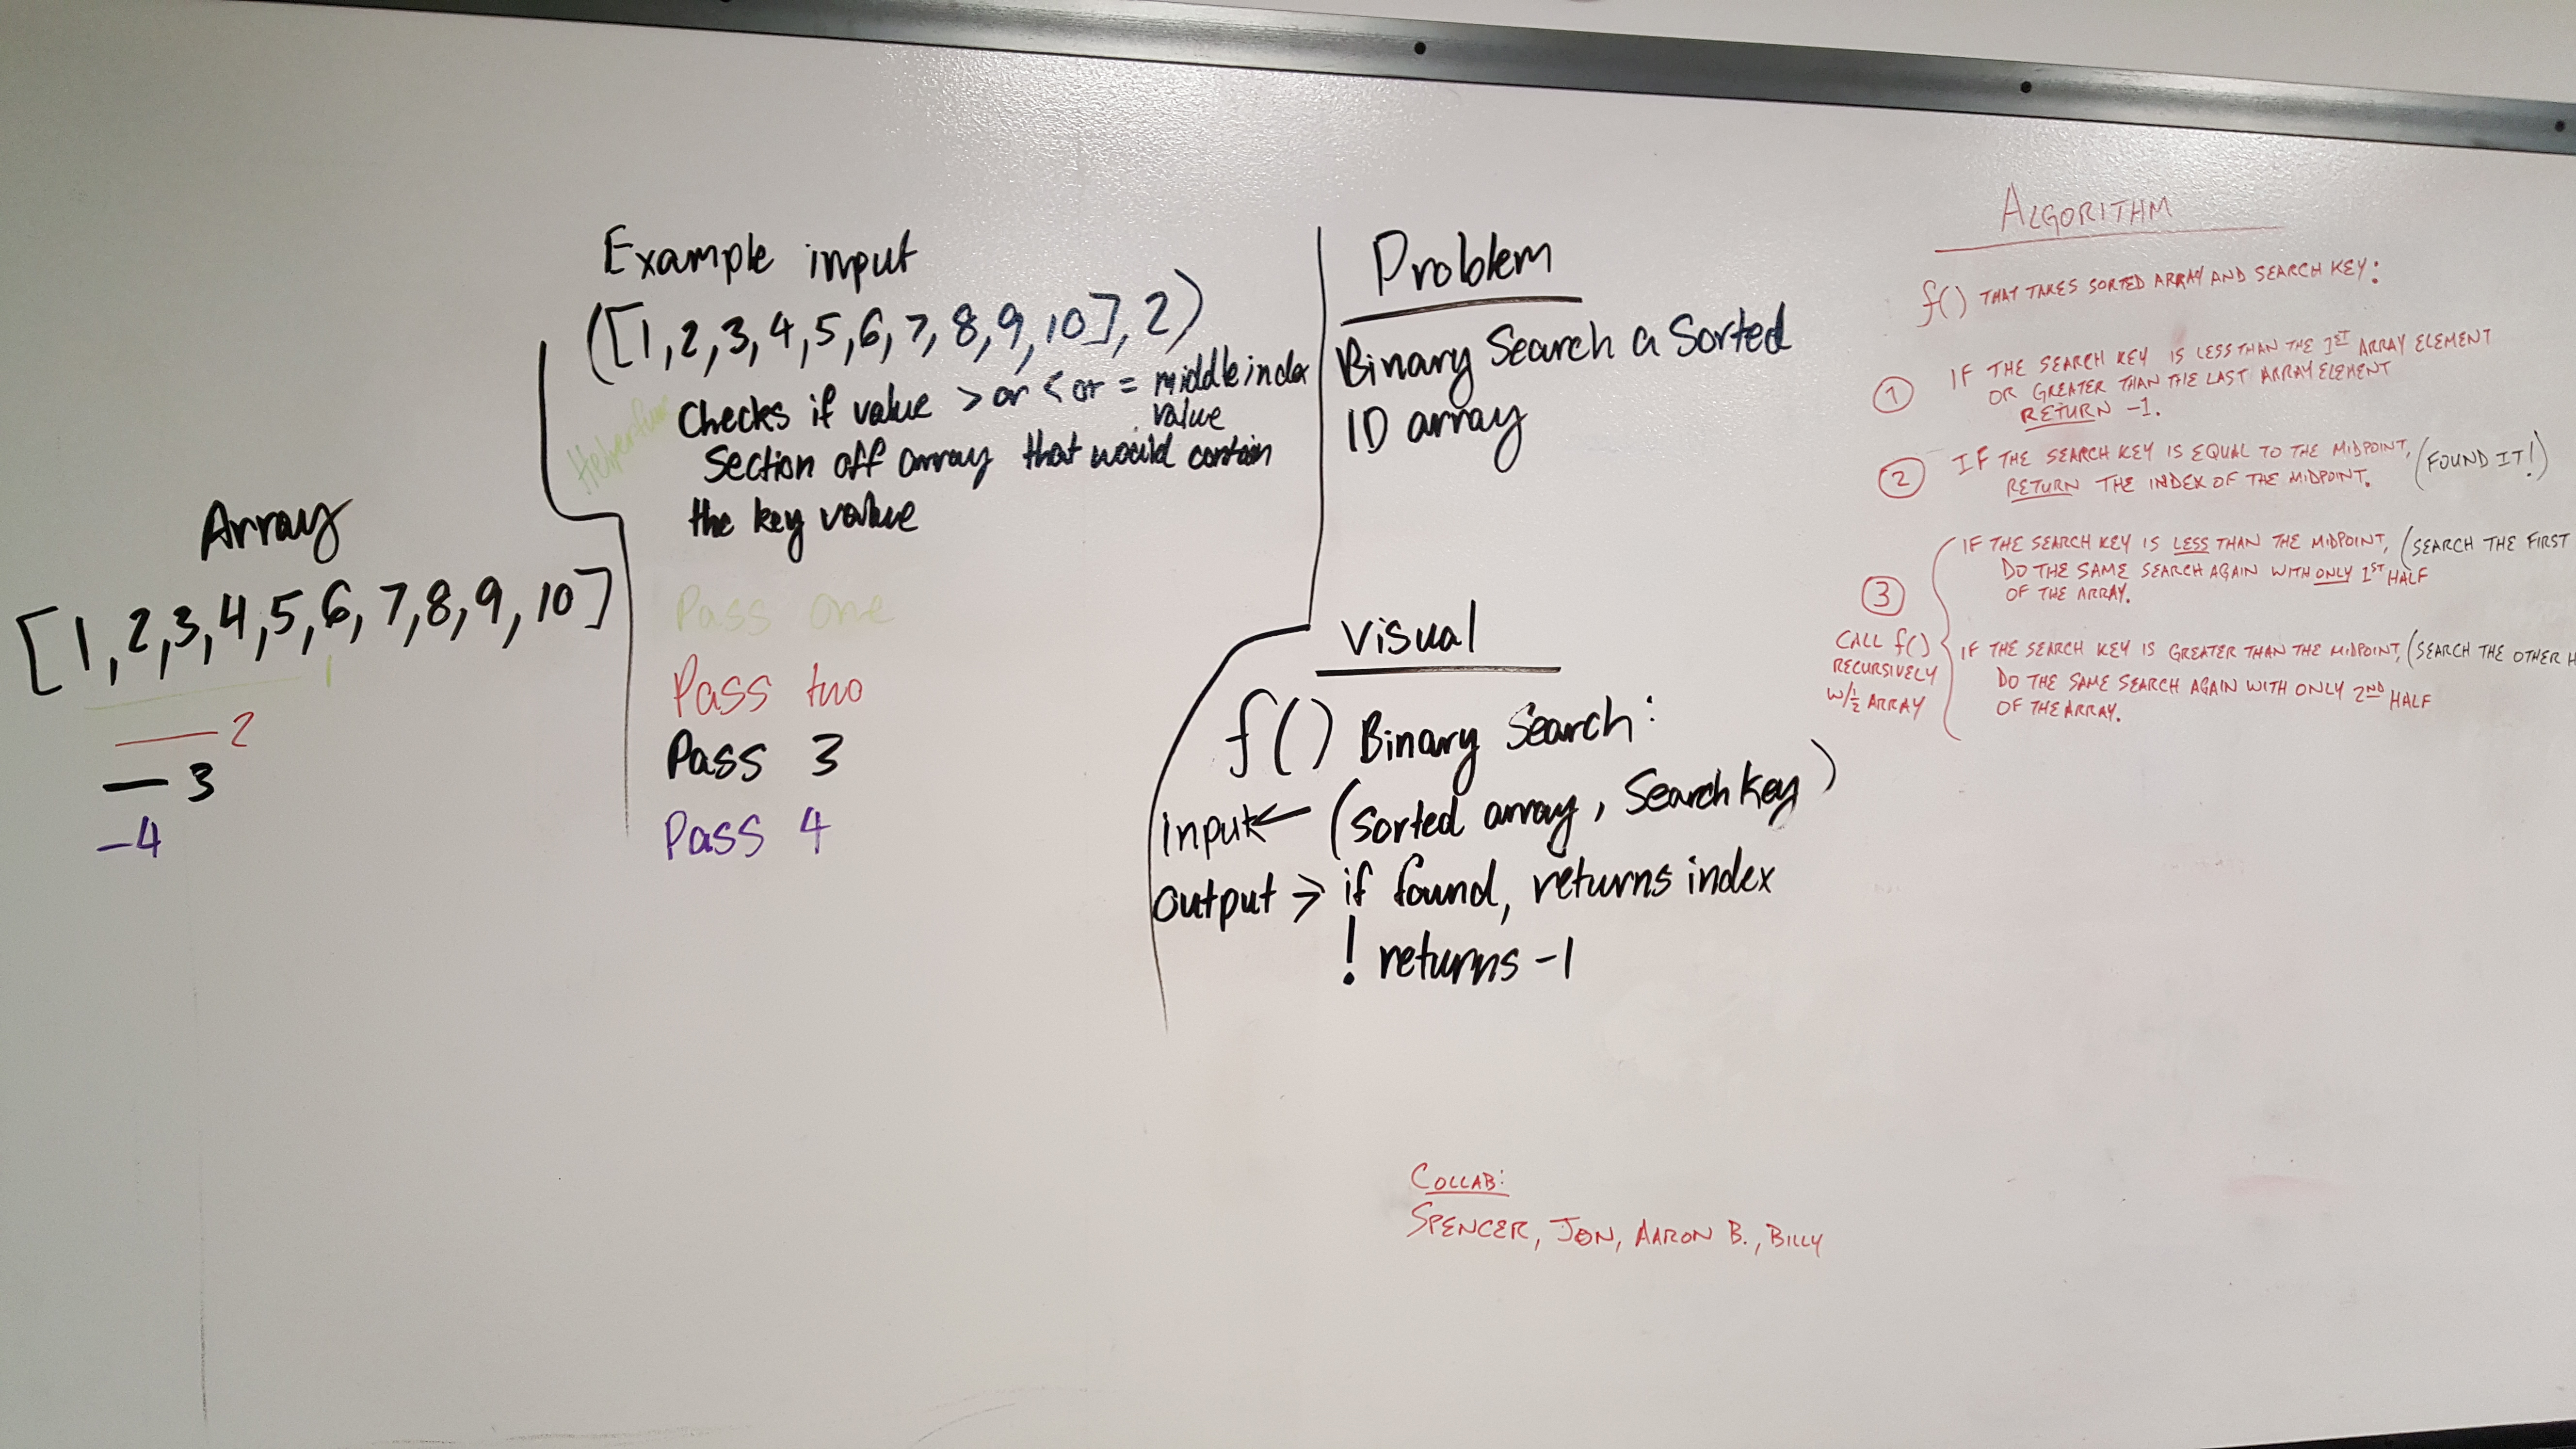 Array
[1,2,3,4,5,6,7,8,9,10]
1
2
3
-4
Example input
([1,2,3,4,5,6,7,8,9,10],2)
Checks if value > or < or = middle index
value
Section off array that would contain
the key value
Pass one
Pass two
Pass 3
Pass 4
Problem
Binary Search a Sorted
1D array
Visual
f() Binary Search:
input ← (sorted array, Search key)
output > if found, returns index
! returns -1
ALGORITHM
f() THAT TAKES SORTED ARRAY AND SEARCH KEY:
① IF THE SEARCH KEY IS LESS THAN THE 1ST ARRAY ELEMENT
OR GREATER THAN THE LAST ARRAY ELEMENT
RETURN -1.
② IF THE SEARCH KEY IS EQUAL TO THE MIDPOINT, (FOUND IT!)
RETURN THE INDEX OF THE MIDPOINT.
③
CALL f()
RECURSIVELY
W/ ½ ARRAY
IF THE SEARCH KEY IS LESS THAN THE MIDPOINT, (SEARCH THE FIRST
DO THE SAME SEARCH AGAIN WITH ONLY 1ST HALF
OF THE ARRAY.
IF THE SEARCH KEY IS GREATER THAN THE MIDPOINT, (SEARCH THE OTHER H
DO THE SAME SEARCH AGAIN WITH ONLY 2ND HALF
OF THE ARRAY.
COLLAB:
SPENCER, JON, AARON B., BILLY